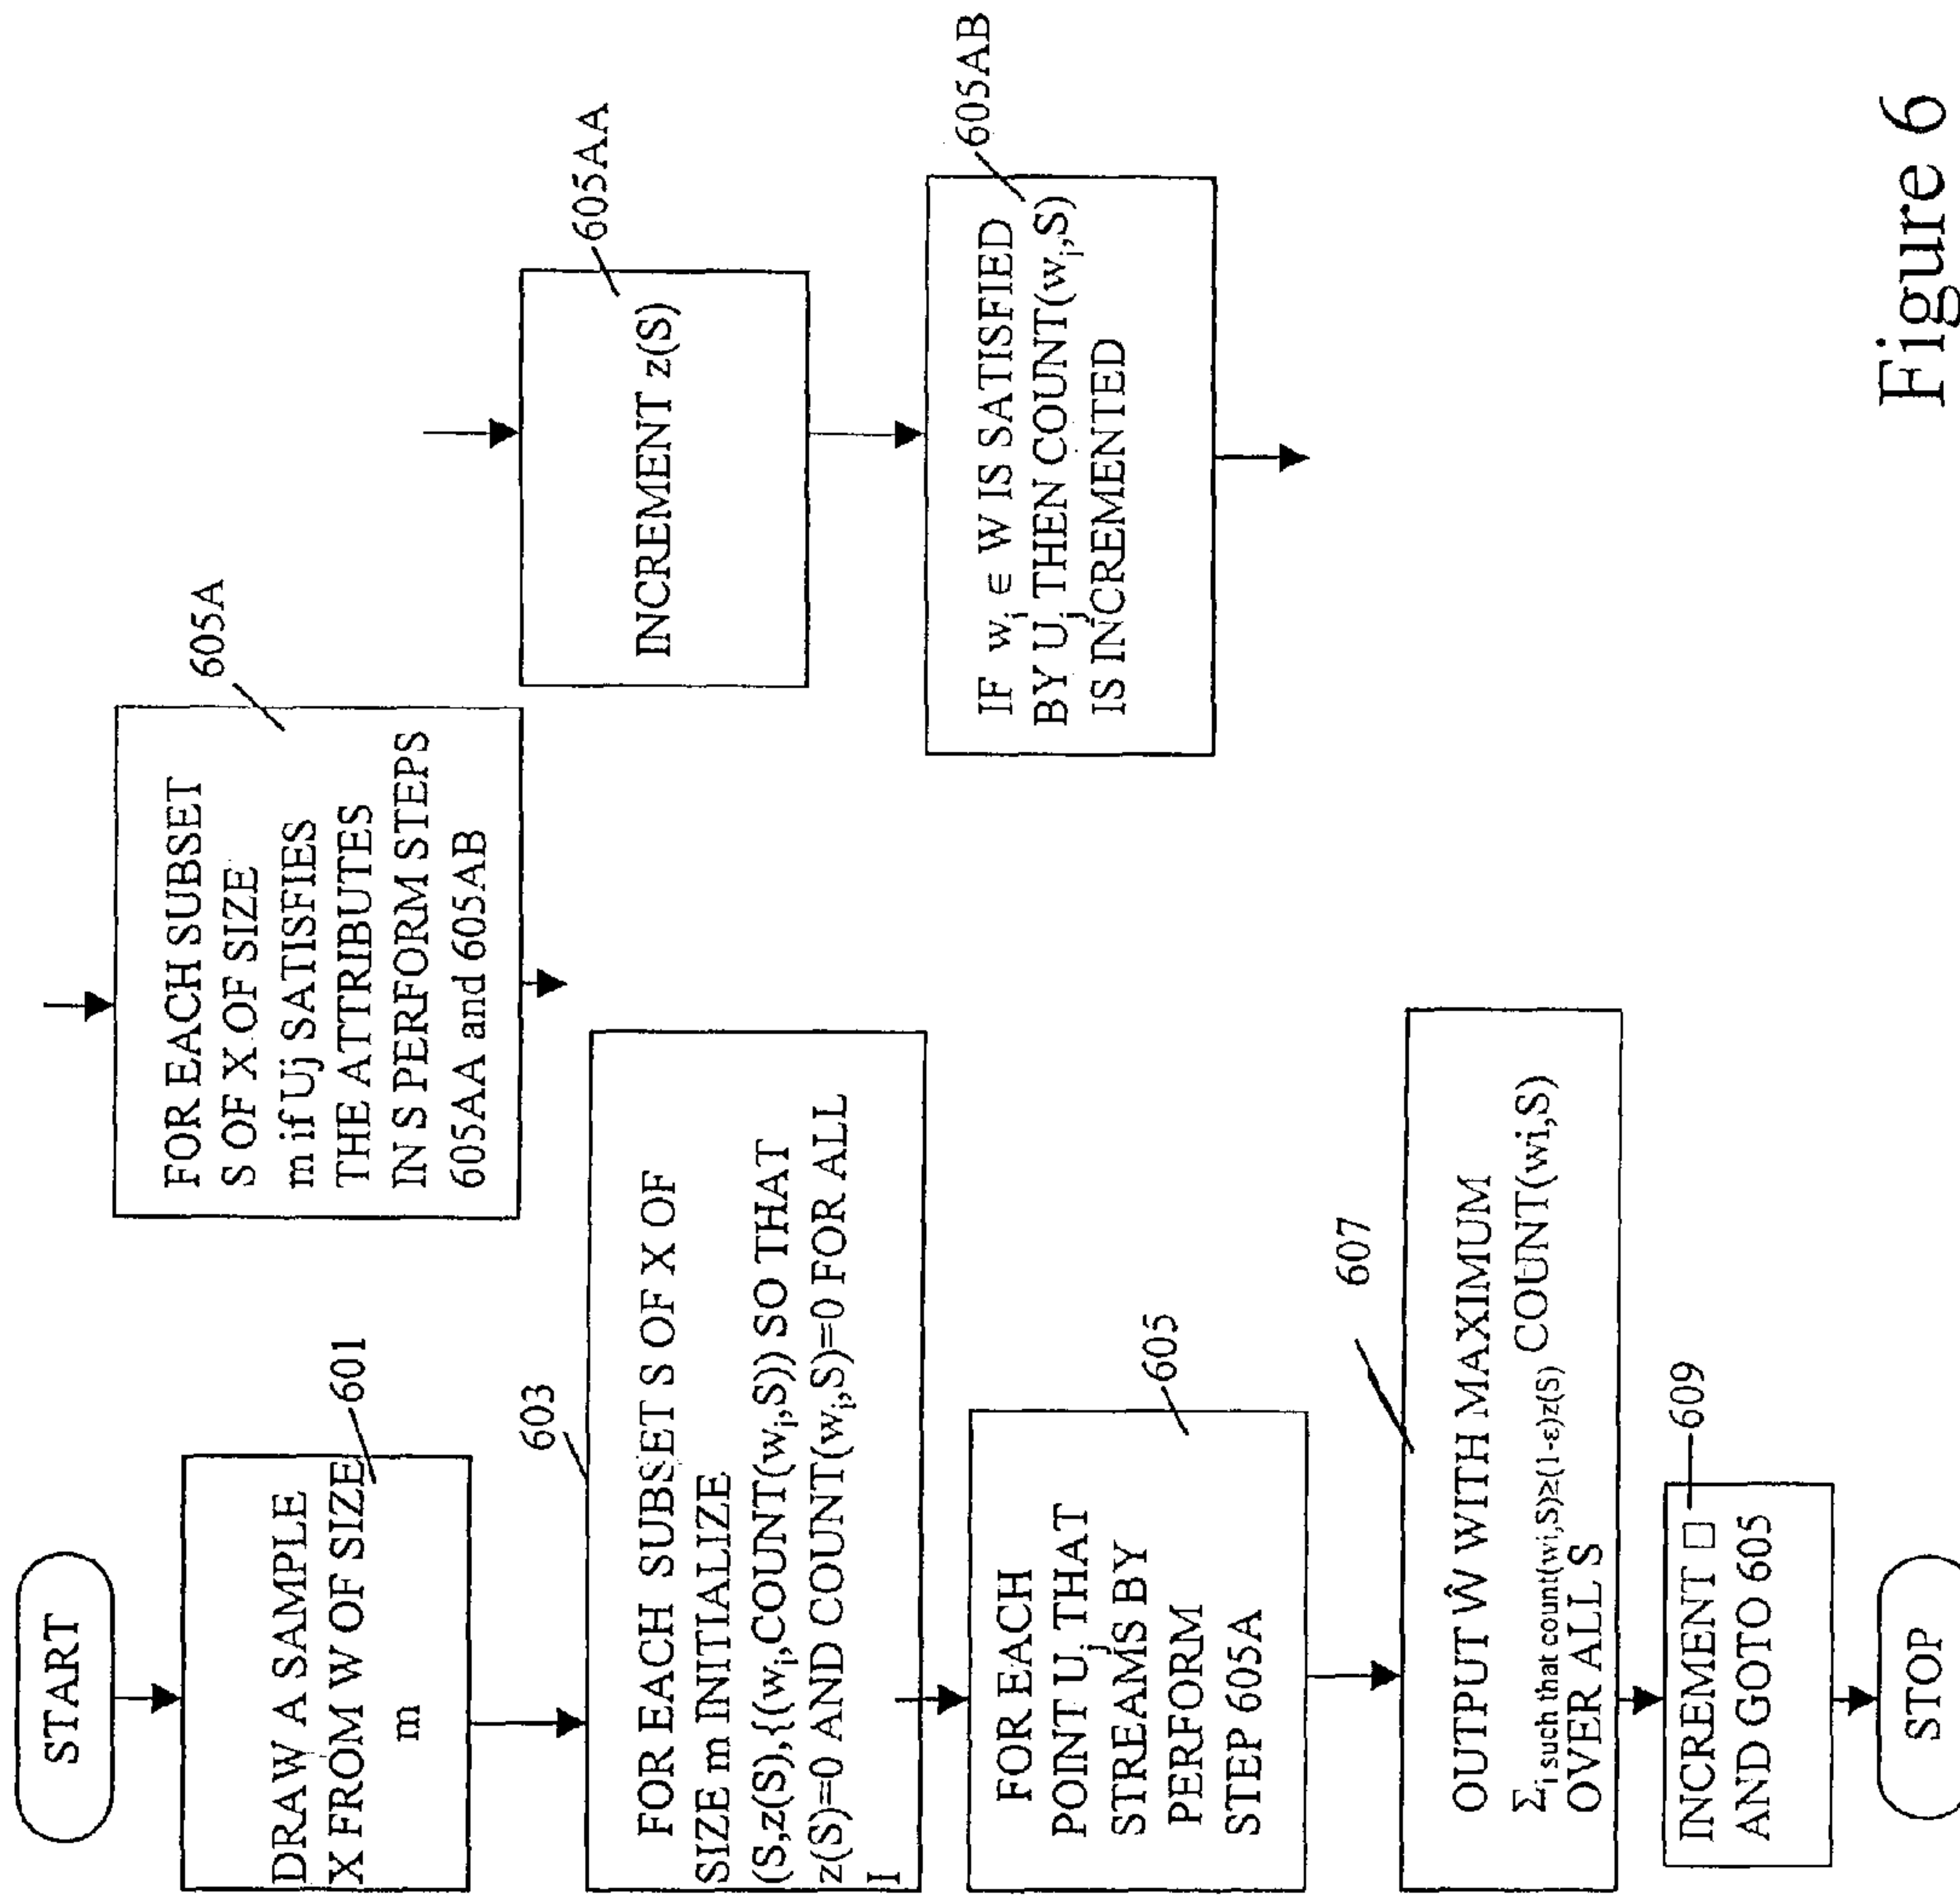 START
DRAW A SAMPLE
X FROM W OF SIZE
m
601
603
FOR EACH SUBSET S OF X OF
SIZE m INITIALIZE
(S,z(S),{(wi,COUNT(wi,S)) SO THAT
z(S)=0 AND COUNT(wi,S)=0 FOR ALL
I
605
FOR EACH
POINT Uj THAT
STREAMS BY
PERFORM
STEP 605A
607
OUTPUT Ŵ WITH MAXIMUM
Σi such that count(wi,S)≥(1-ε)z(S) COUNT(wi,S)
OVER ALL S
609
INCREMENT □
AND GOTO 605
STOP
605A
FOR EACH SUBSET
S OF X OF SIZE
m if Uj SATISFIES
THE ATTRIBUTES
IN S PERFORM STEPS
605AA and 605AB
605AA
INCREMENT z(S)
605AB
IF wi ∈ W IS SATISFIED
BY Uj THEN COUNT(wi,S)
IS INCREMENTED
Figure 6